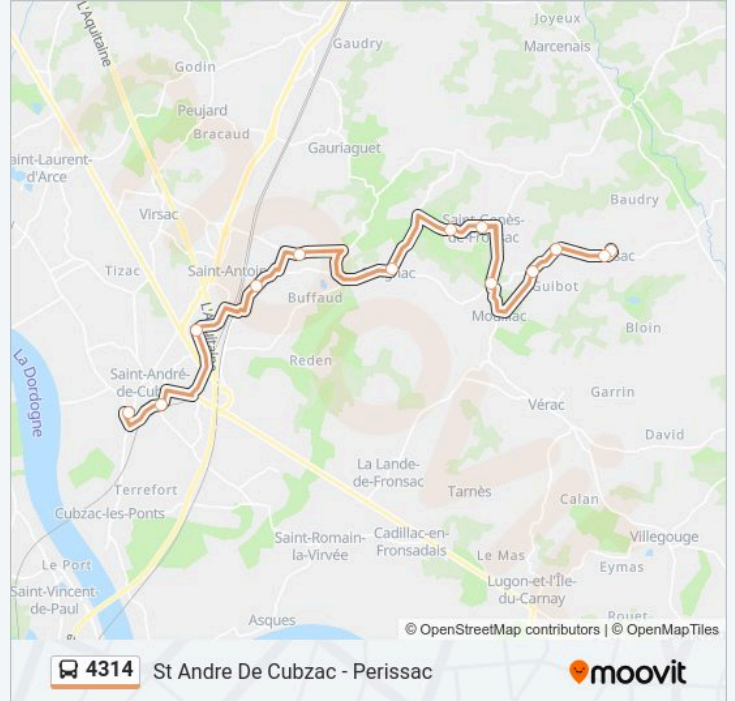 L'Aquitaine
Joyeux
Marcenais
Gaudry
Godin
Peujard
Bracaud
Gauriaguet
aint-Laurent-
d'Arce
Baudry
Virsac
Saint-Genès-
de-Fronsac
Tizac
Saint-Antoine
Buffaud
Guibot
Mouillac
Bloin
L'Aquitaine
La Dordogne
Reden
Saint-André-
de-Cub
Garrin
Vérac
David
La Lande-
de-Fronsac
Terrefort
Tarnès
Calan
Cubzac-les-Ponts
Saint-Romain-
la-Virvée
Cadillac-en-
Fronsadais
Villegouge
Le Port
Le Mas
Eymas
Saint-Vincent-
de-Paul
Lugon-et-l'Île-
du-Carnay
Asques
© OpenStreetMap contributors | © OpenMapTiles
4314 St Andre De Cubzac - Perissac
moovit